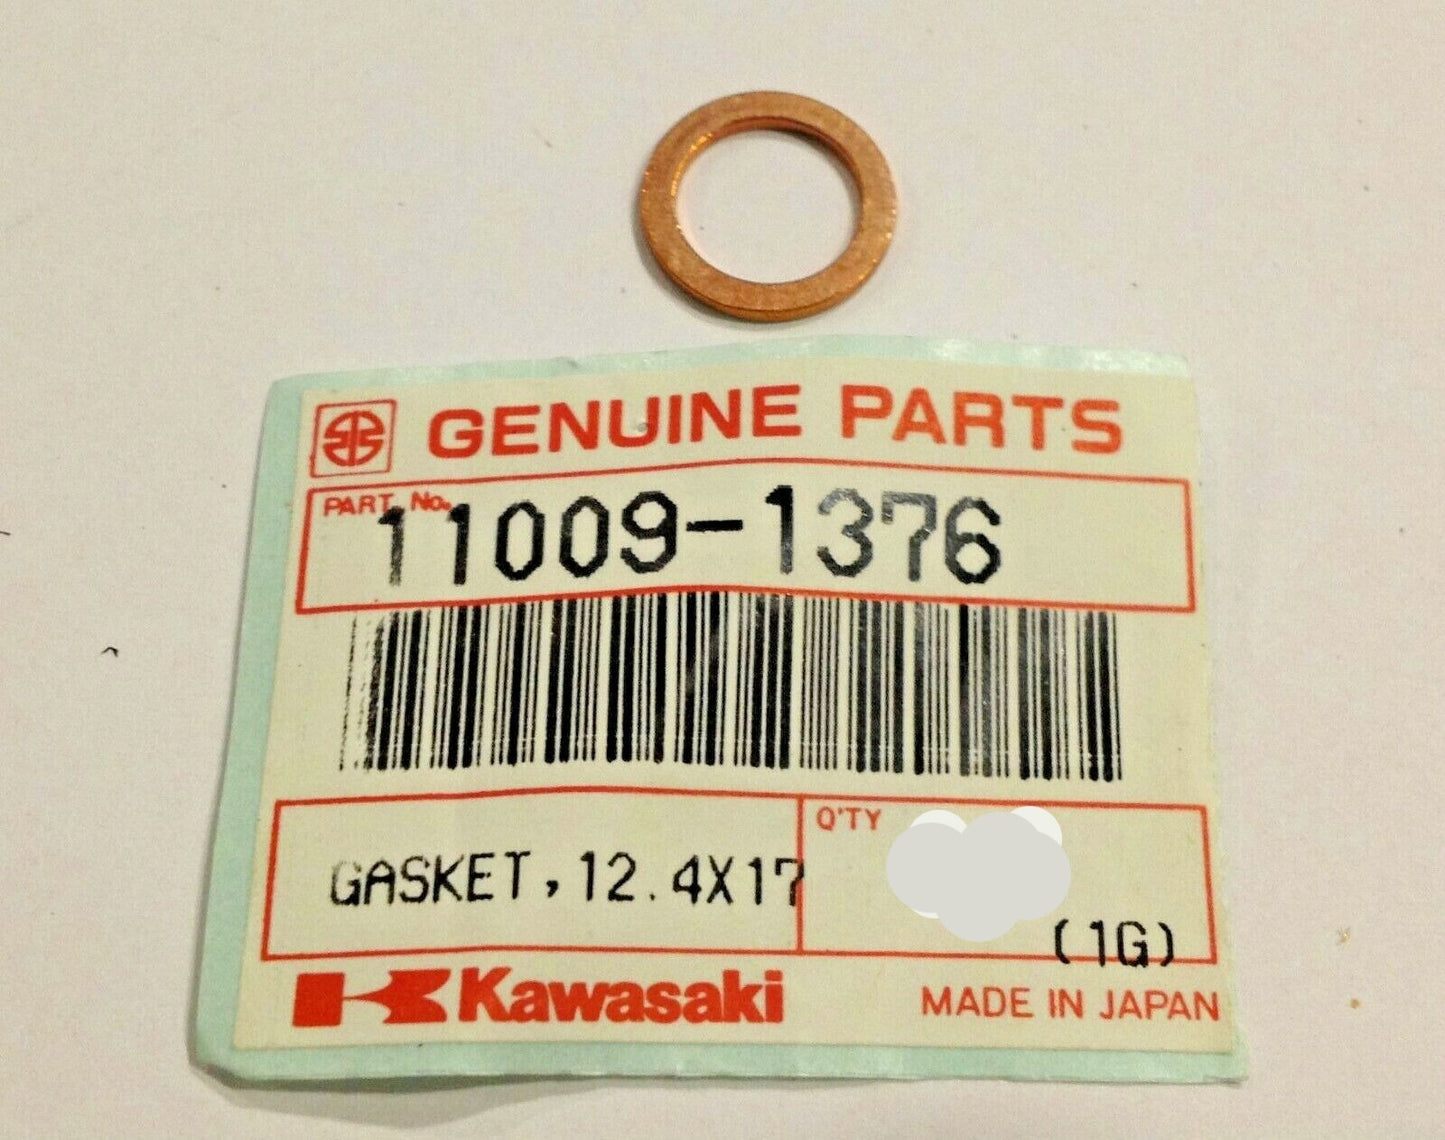 GENUINE PARTS
PART No.
11009-1376
GASKET,12.4X17
Q'TY
(1G)
Kawasaki
MADE IN JAPAN